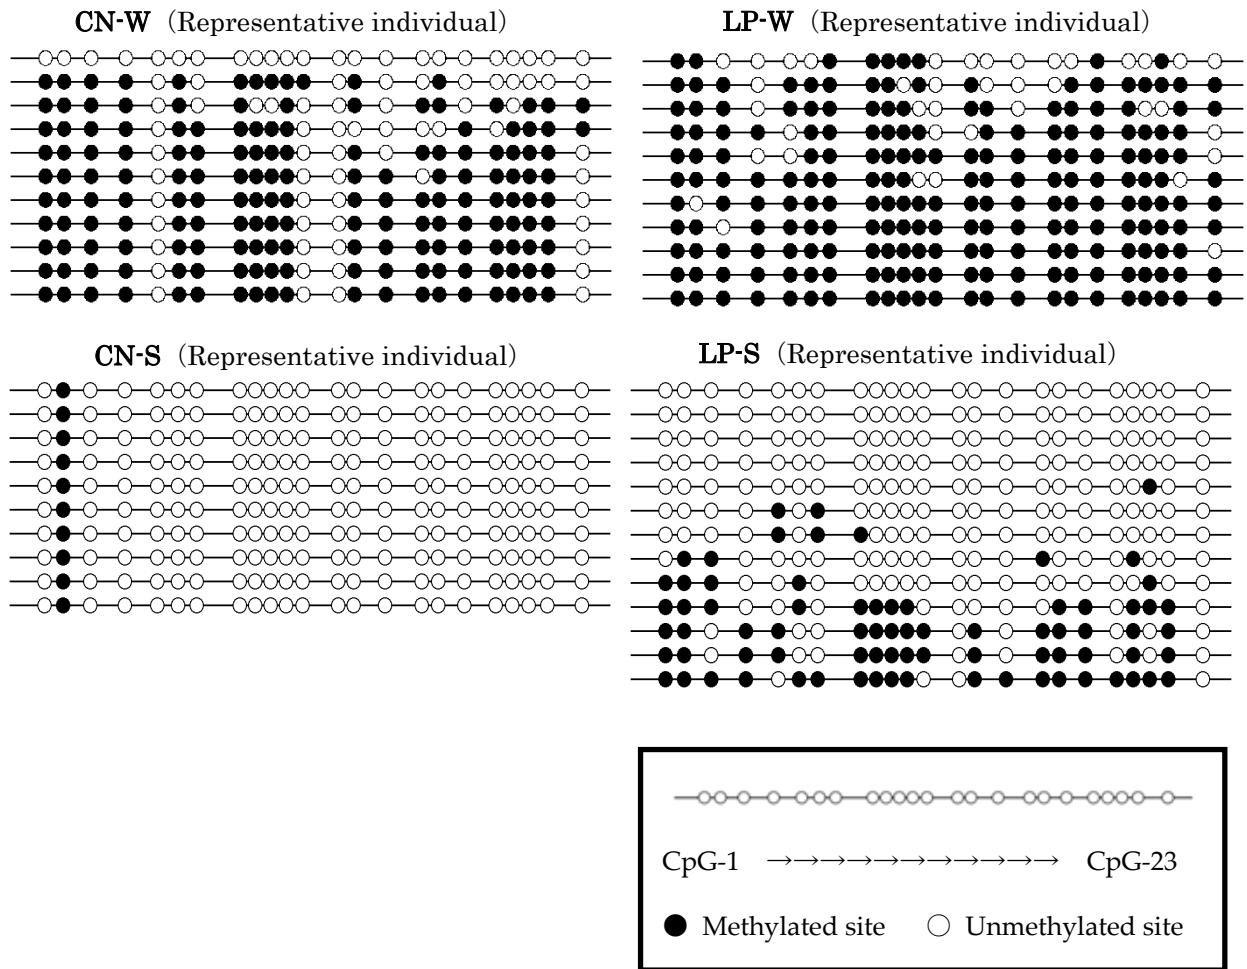 CN-W (Representative individual)
LP-W (Representative individual)
CN-S (Representative individual)
LP-S (Representative individual)
CpG-1 →→→→→→→→→→→ CpG-23
● Methylated site ○ Unmethylated site